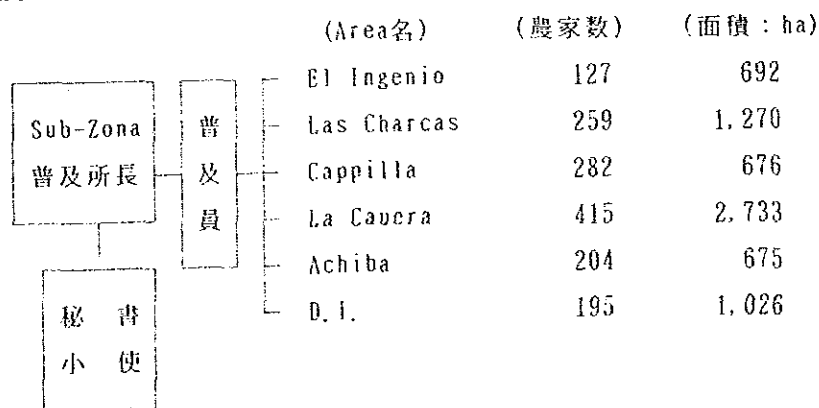 (Area名) (農家数) (面積：ha)
El Ingenio 127 692
Las Charcas 259 1,270
Cappilla 282 676
La Cauera 415 2,733
Achiba 204 675
D.I. 195 1,026
Sub-Zona
普及所長
普及員
秘書
小使